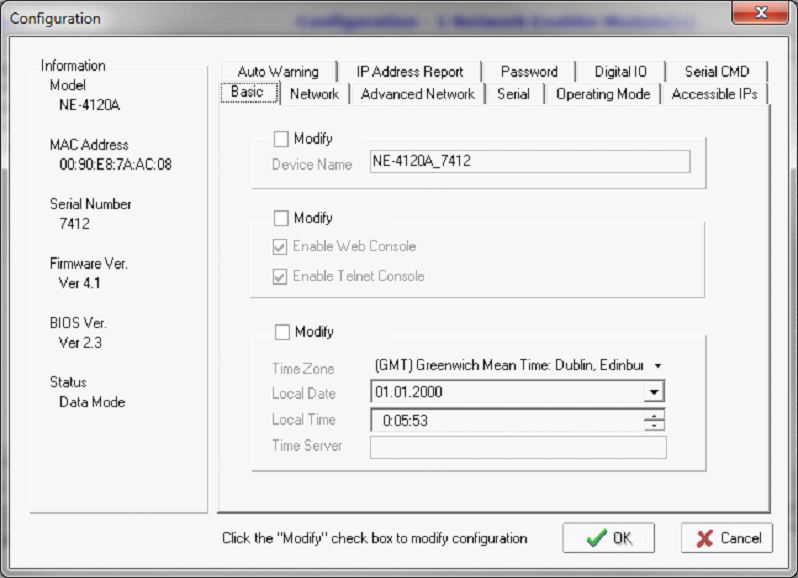 Configuration
Configuration - 1 Network Enabler Module(s)
Information
Model
NE-4120A
MAC Address
00:90:E8:7A:AC:08
Serial Number
7412
Firmware Ver.
Ver 4.1
BIOS Ver.
Ver 2.3
Status
Data Mode
Auto Warning
IP Address Report
Password
Digital IO
Serial CMD
Basic
Network
Advanced Network
Serial
Operating Mode
Accessible IPs
Modify
Device Name
NE-4120A_7412
Modify
Enable Web Console
Enable Telnet Console
Modify
Time Zone
(GMT) Greenwich Mean Time: Dublin, Edinbur
Local Date
01.01.2000
Local Time
0:05:53
Time Server
Click the "Modify" check box to modify configuration
OK
Cancel